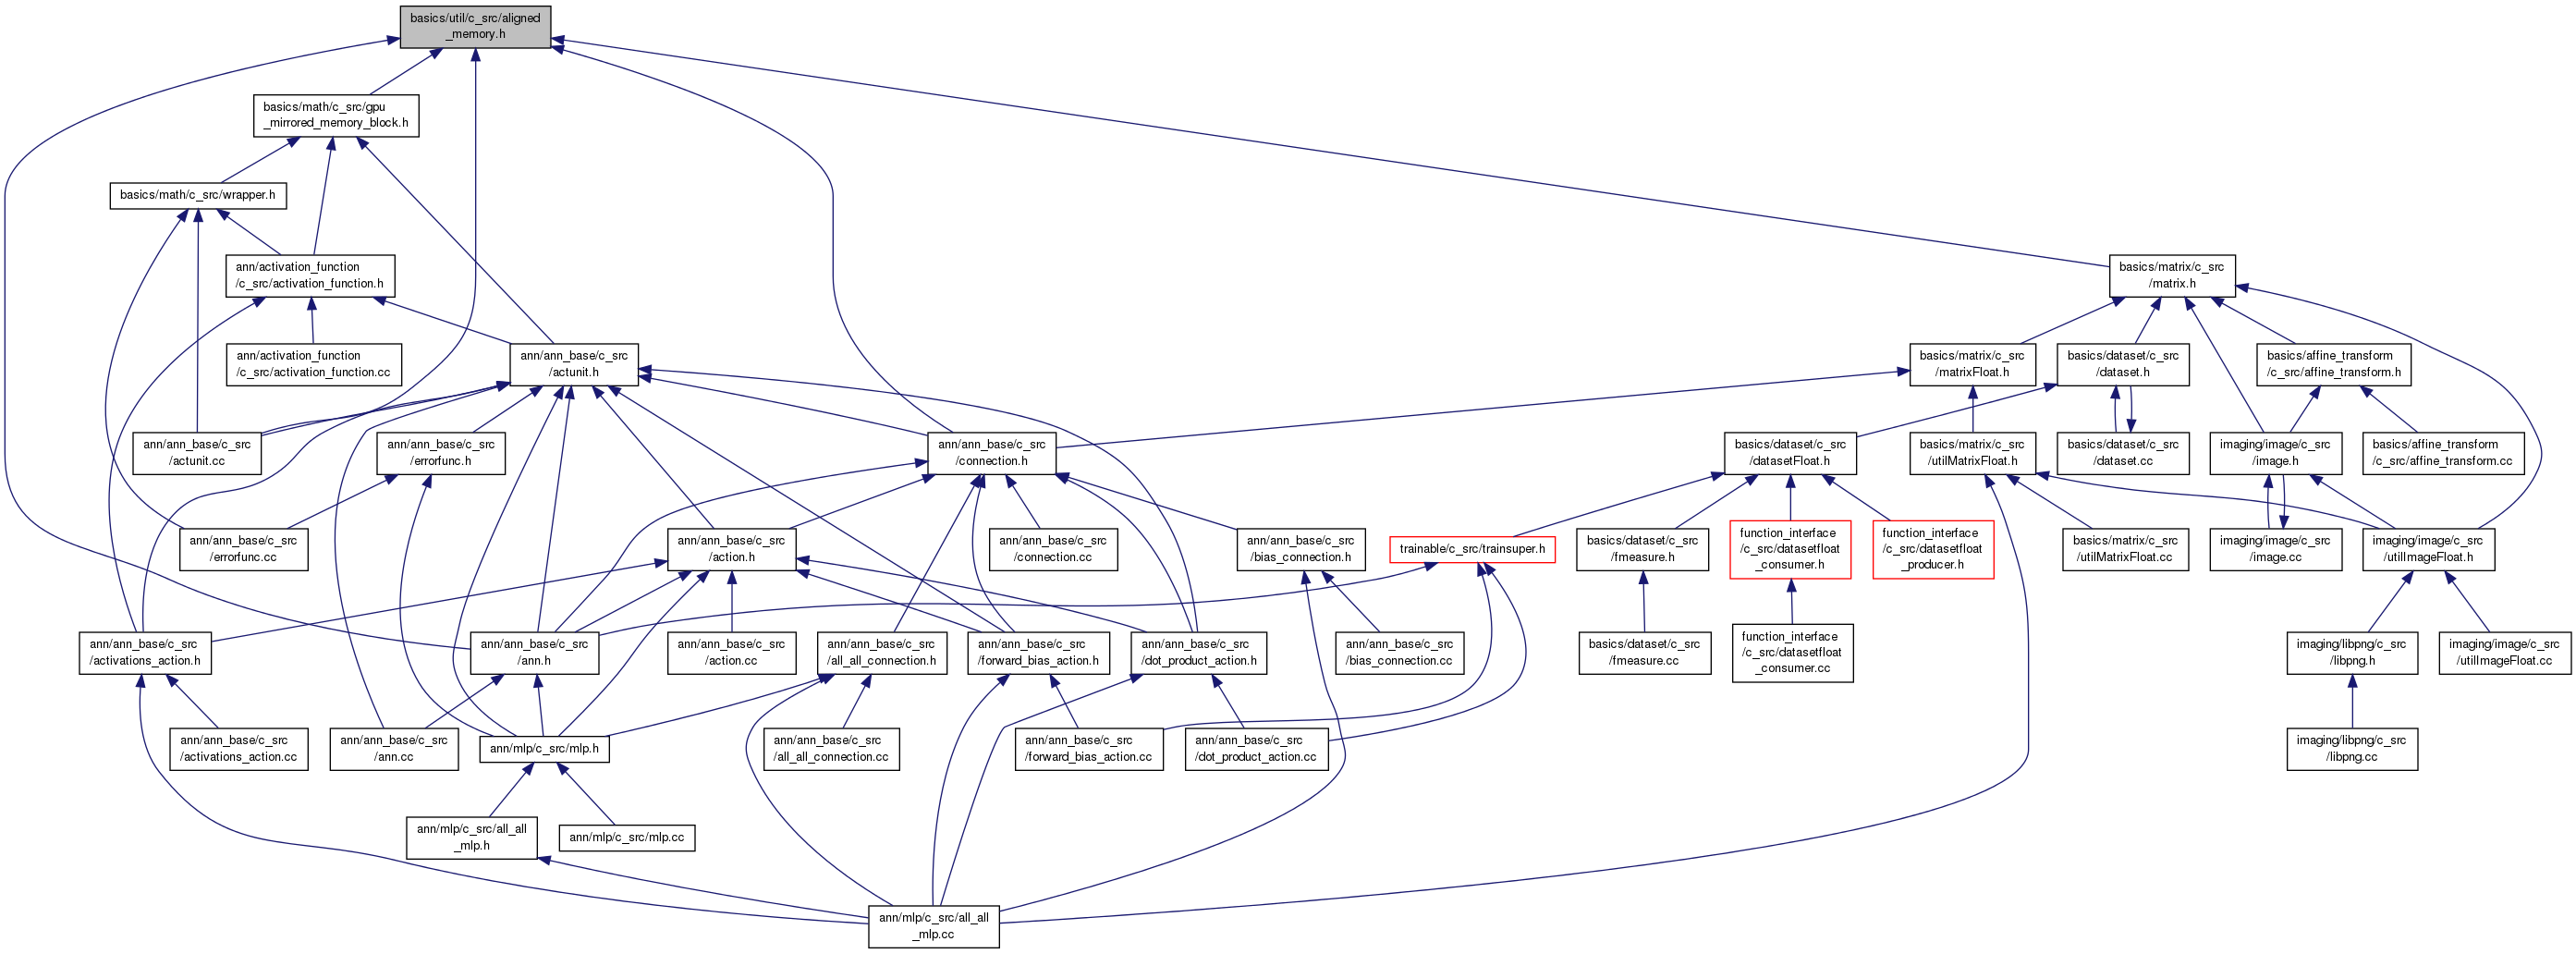 basics/util/c_src/aligned
_memory.h
basics/math/c_src/gpu
_mirrored_memory_block.h
basics/math/c_src/wrapper.h
ann/activation_function
/c_src/activation_function.h
basics/matrix/c_src
/matrix.h
ann/activation_function
/c_src/activation_function.cc
ann/ann_base/c_src
/actunit.h
basics/matrix/c_src
/matrixFloat.h
basics/dataset/c_src
/dataset.h
basics/affine_transform
/c_src/affine_transform.h
ann/ann_base/c_src
/actunit.cc
ann/ann_base/c_src
/errorfunc.h
ann/ann_base/c_src
/connection.h
basics/dataset/c_src
/datasetFloat.h
basics/matrix/c_src
/utilMatrixFloat.h
basics/dataset/c_src
/dataset.cc
imaging/image/c_src
/image.h
basics/affine_transform
/c_src/affine_transform.cc
ann/ann_base/c_src
/errorfunc.cc
ann/ann_base/c_src
/action.h
ann/ann_base/c_src
/connection.cc
ann/ann_base/c_src
/bias_connection.h
trainable/c_src/trainsuper.h
basics/dataset/c_src
/fmeasure.h
function_interface
/c_src/datasetfloat
_consumer.h
function_interface
/c_src/datasetfloat
_producer.h
basics/matrix/c_src
/utilMatrixFloat.cc
imaging/image/c_src
/image.cc
imaging/image/c_src
/utilImageFloat.h
ann/ann_base/c_src
/activations_action.h
ann/ann_base/c_src
/ann.h
ann/ann_base/c_src
/action.cc
ann/ann_base/c_src
/all_all_connection.h
ann/ann_base/c_src
/forward_bias_action.h
ann/ann_base/c_src
/dot_product_action.h
ann/ann_base/c_src
/bias_connection.cc
basics/dataset/c_src
/fmeasure.cc
function_interface
/c_src/datasetfloat
_consumer.cc
imaging/libpng/c_src
/libpng.h
imaging/image/c_src
/utilImageFloat.cc
ann/ann_base/c_src
/activations_action.cc
ann/ann_base/c_src
/ann.cc
ann/mlp/c_src/mlp.h
ann/ann_base/c_src
/all_all_connection.cc
ann/ann_base/c_src
/forward_bias_action.cc
ann/ann_base/c_src
/dot_product_action.cc
imaging/libpng/c_src
/libpng.cc
ann/mlp/c_src/all_all
_mlp.h
ann/mlp/c_src/mlp.cc
ann/mlp/c_src/all_all
_mlp.cc